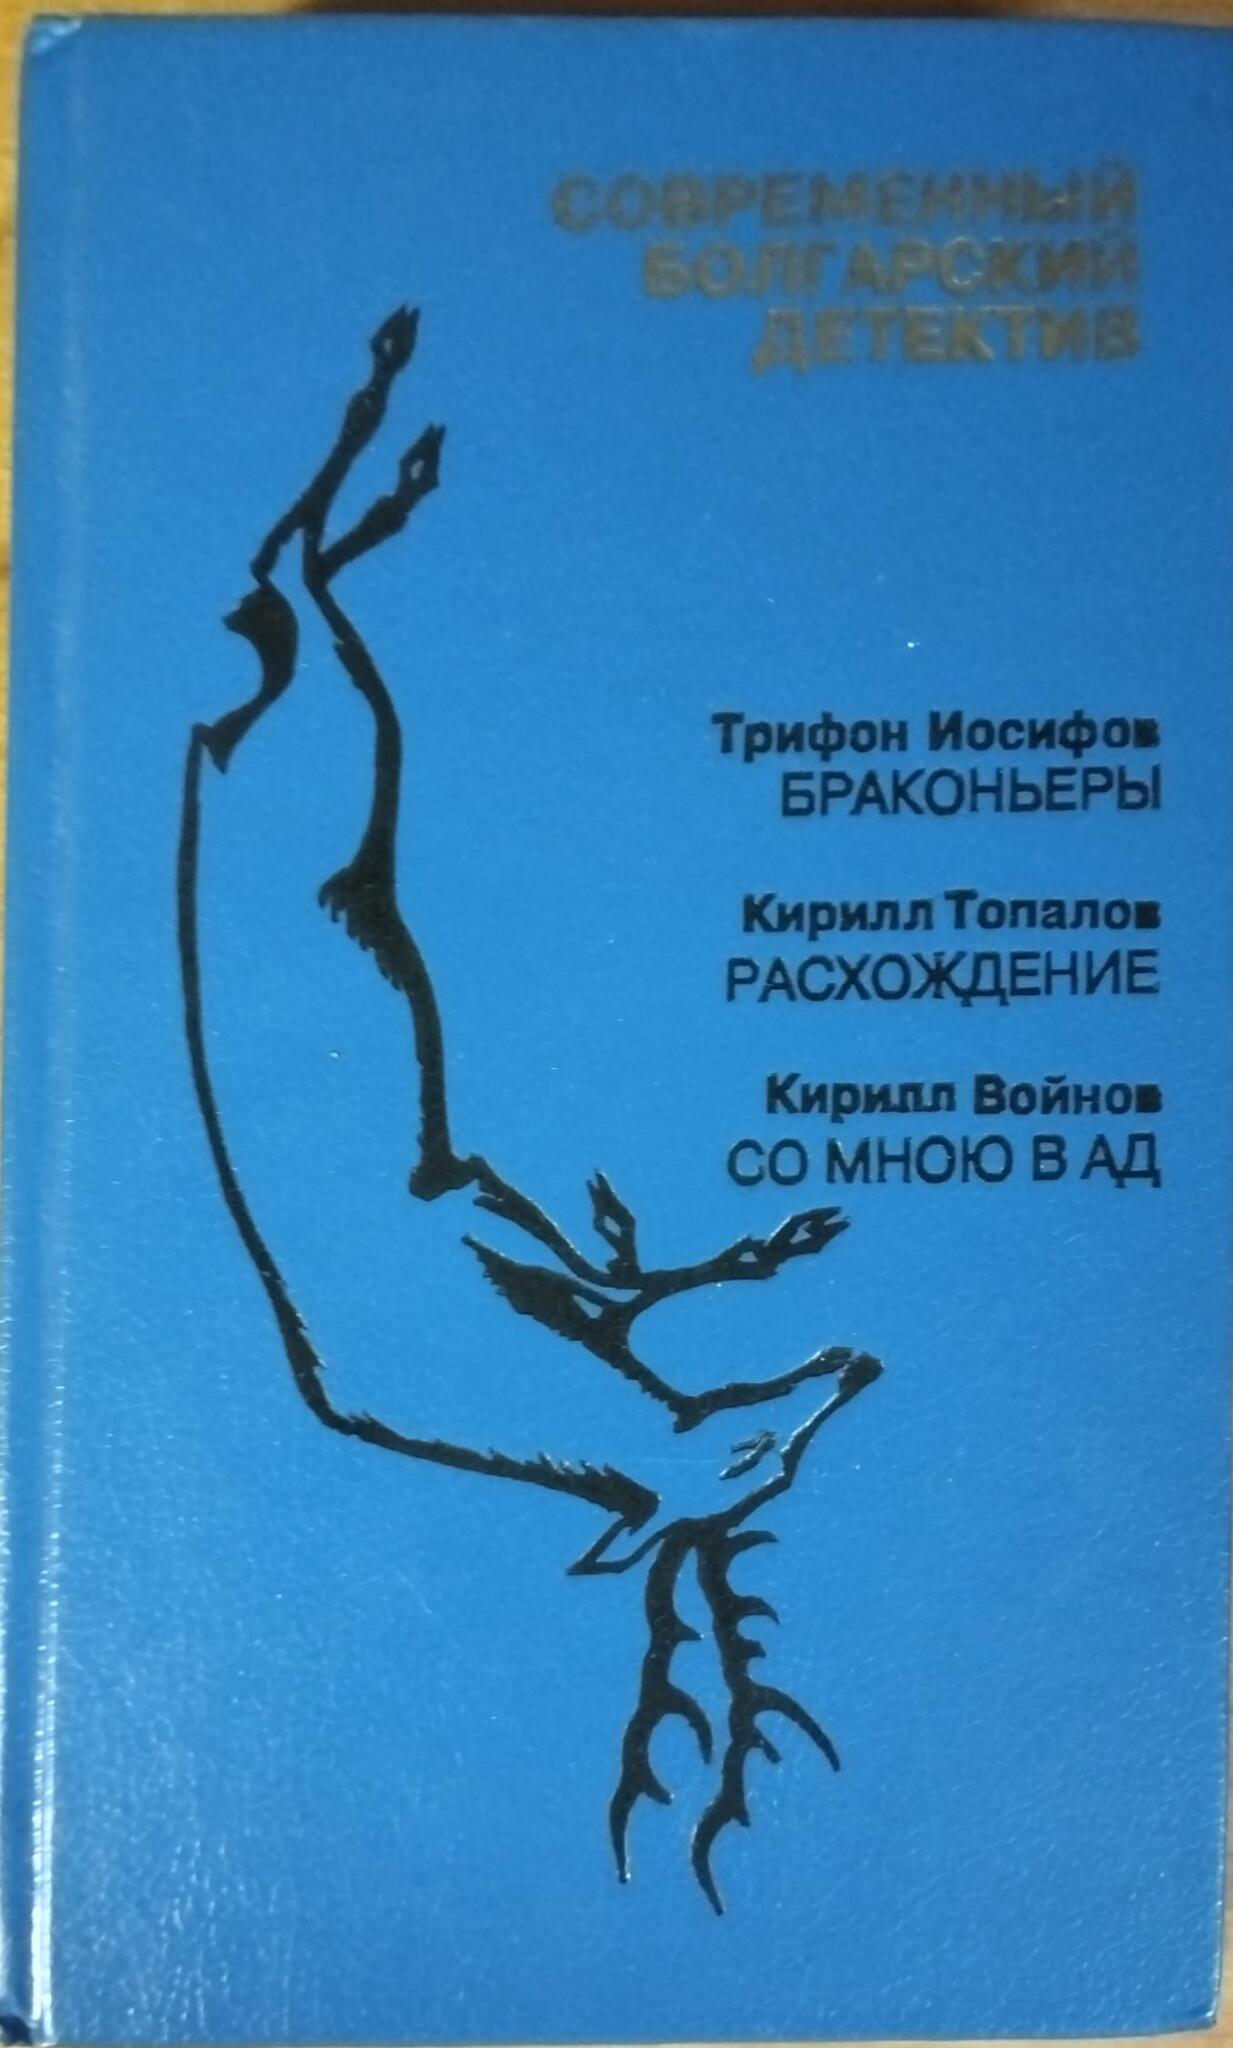 СОВРЕМЕННЫЙ
БОЛГАРСКИЙ
ДЕТЕКТИВ
Трифон Иосифов
БРАКОНЬЕРЫ
Кирилл Топалов
РАСХОЖДЕНИЕ
Кирилл Войнов
СО МНОЮ В АД